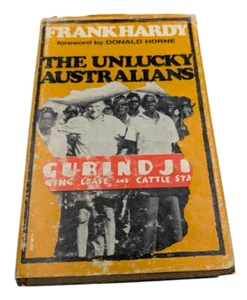 FRANK HARDY
foreword by DONALD HORNE
THE UNLUCKY
AUSTRALIANS
GURINDJI
LEASE AND CATTLE STA